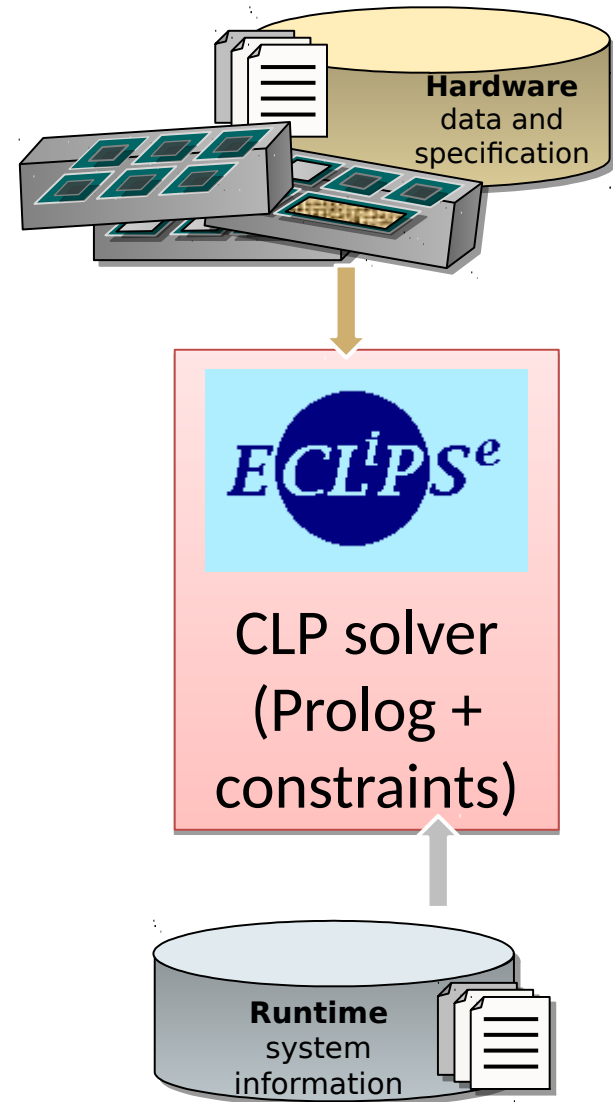 Hardware
data and
specification
ECLiPSe
CLP solver
(Prolog +
constraints)
Runtime
system
information